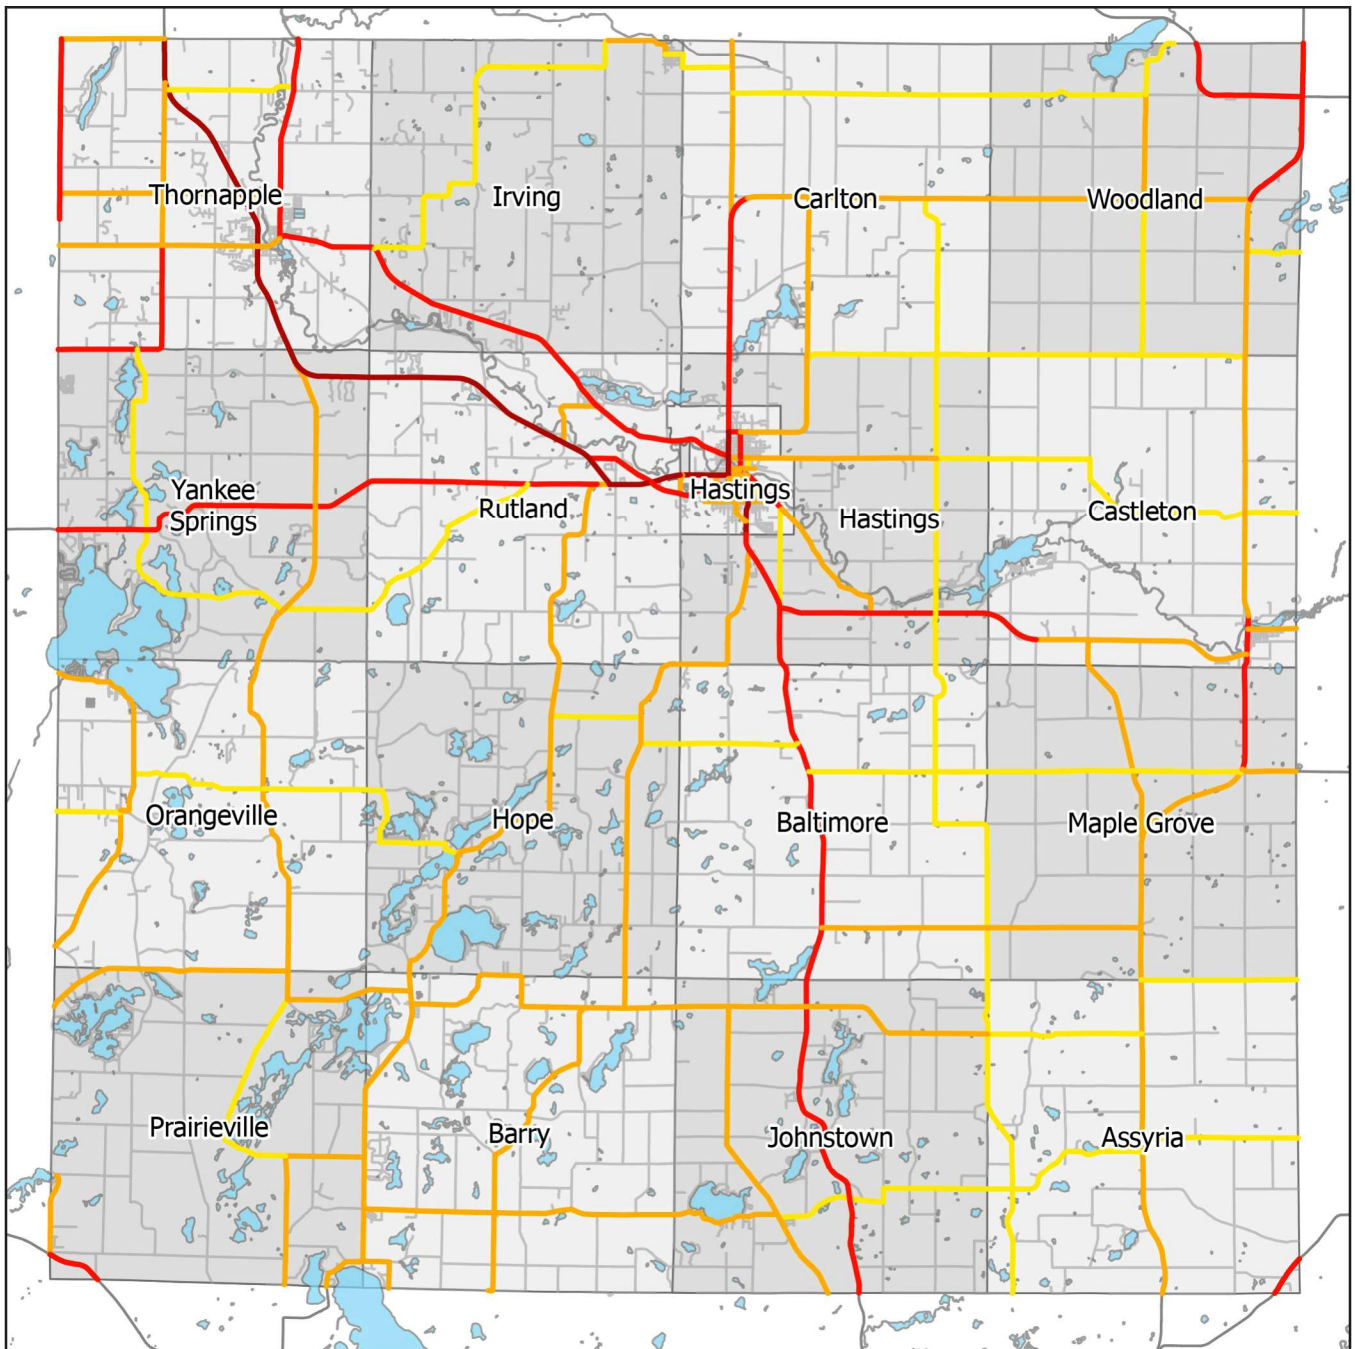 Thornapple
Irving
Carlton
Woodland
Yankee
Springs
Rutland
Hastings
Hastings
Castleton
Orangeville
Hope
Baltimore
Maple Grove
Prairieville
Barry
Johnstown
Assyria